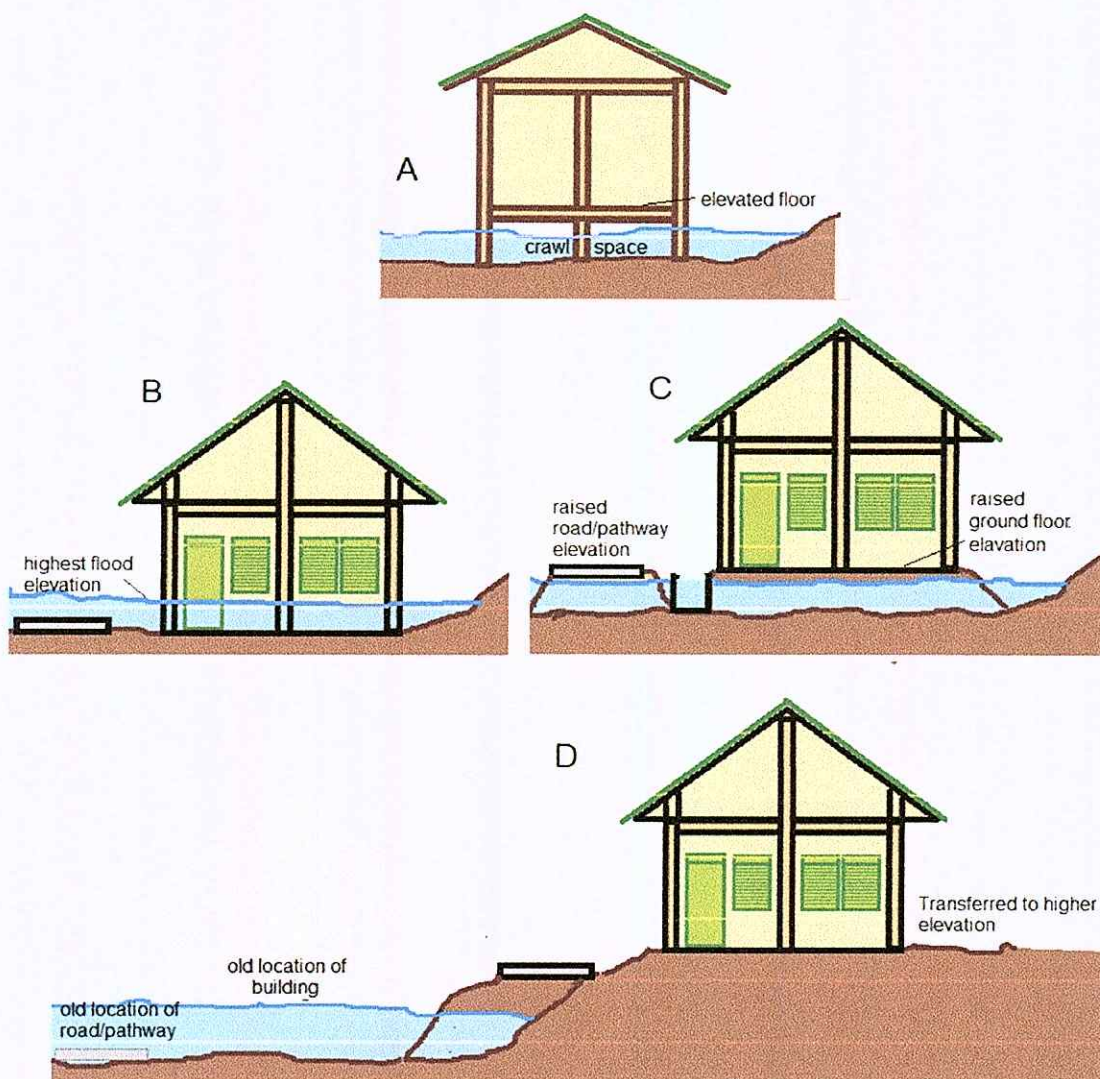 A
elevated floor
crawl space
B
highest flood
elevation
C
raised
road/pathway
elevation
raised
ground floor
elavation
D
Transferred to higher
elevation
old location of
building
old location of
road/pathway